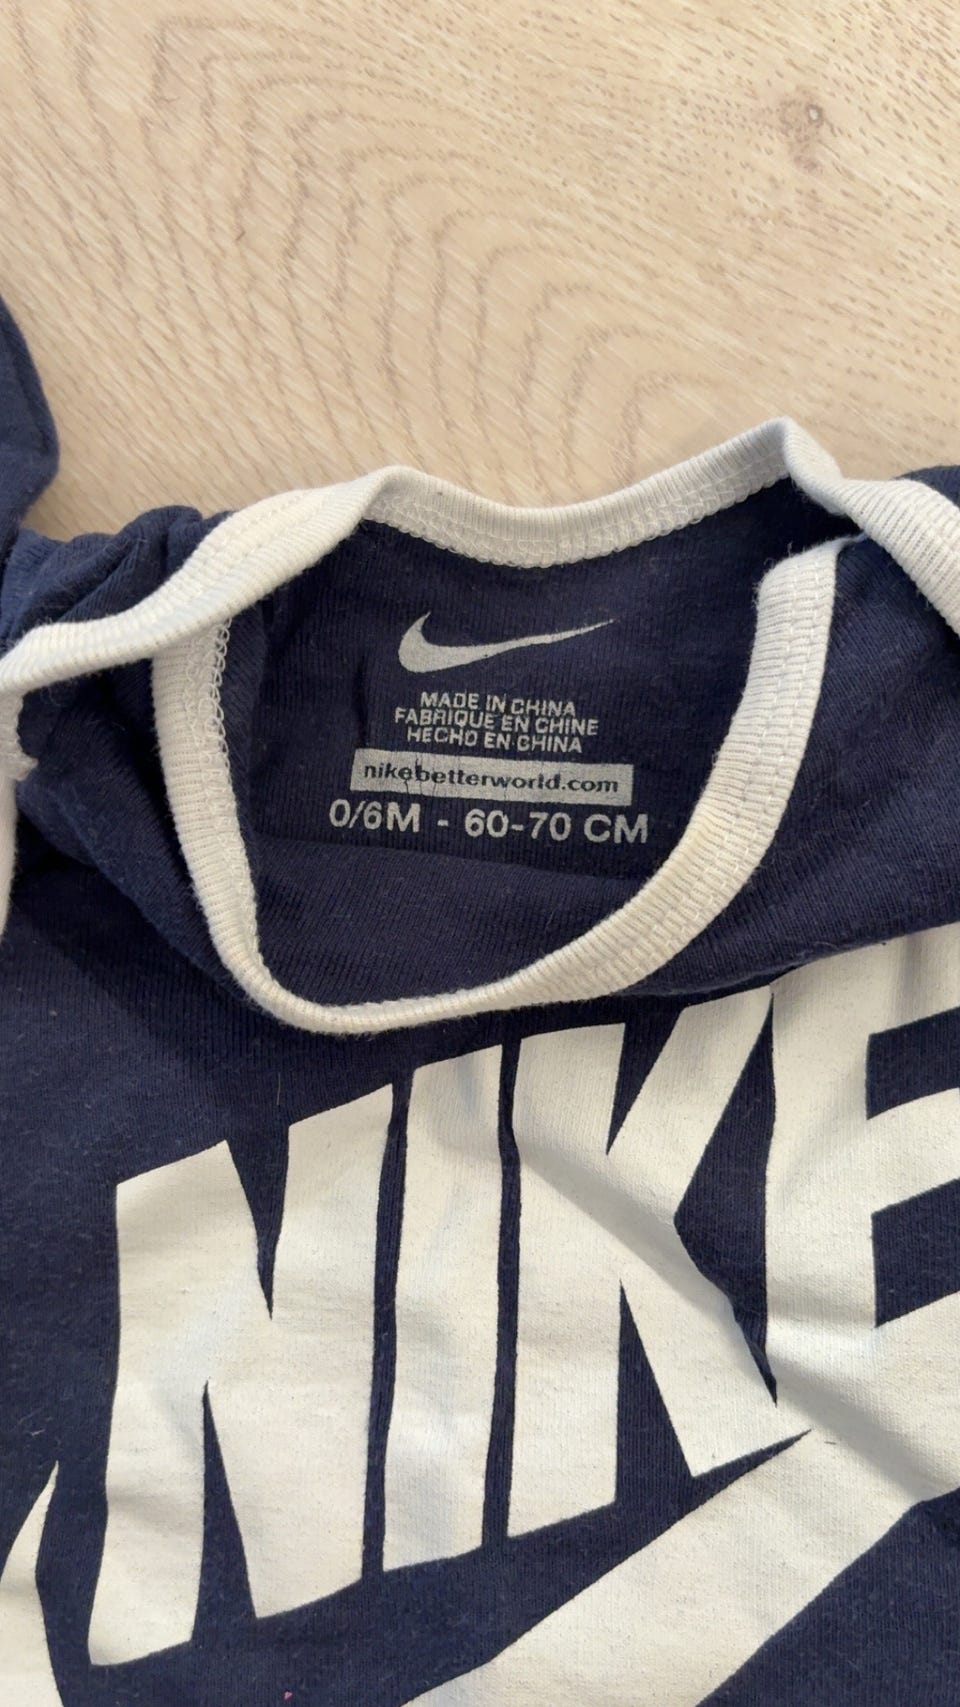 MADE IN CHINA
FABRIQUE EN CHINE
HECHO EN CHINA
nikebetterworld.com
0/6M - 60-70 CM
NIKE